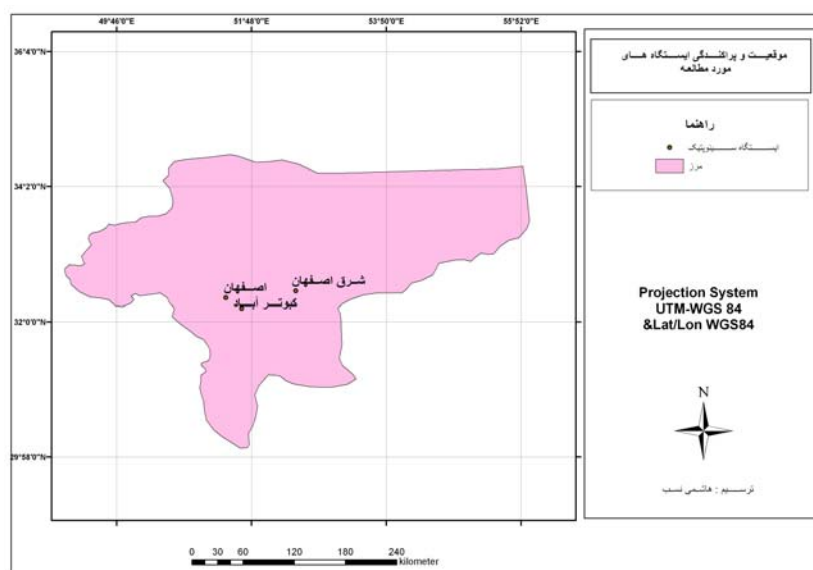 49°46'0"E 51°48'0"E 53°50'0"E 55°52'0"E
36°4'0"N
34°2'0"N
32°0'0"N
29°58'0"N
شرق اصفهان
اصفهان
کبوتر آباد
0 30 60 120 180 240
kilometer
موقعیت و پراکندگی ایستگاه های
مورد مطالعه
راهنما
ایستگاه سینوپتیک
مرز
Projection System
UTM-WGS 84
&Lat/Lon WGS84
N
ترسیم : هاشمی نسب